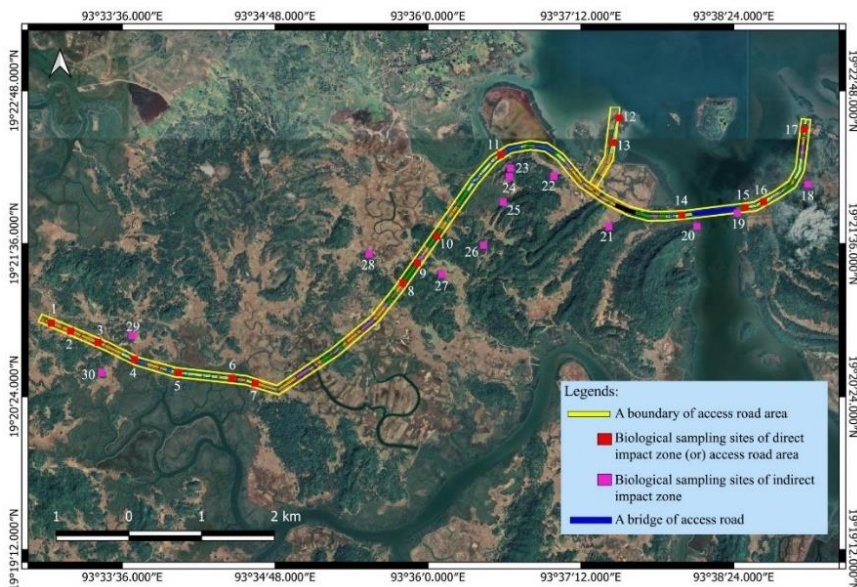 93°33'36.000"E 93°34'48.000"E 93°36'0.000"E 93°37'12.000"E 93°38'24.000"E
19°22'48.000"N
19°21'36.000"N
19°20'24.000"N
19°19'12.000"N
12
17
13
11
23
24
22
18
25
15
16
14
19
10
21
20
26
28
9
27
8
1
2
29
3
4
30
5
6
7
Legends:
A boundary of access road area
Biological sampling sites of direct
impact zone (or) access road area
Biological sampling sites of indirect
impact zone
A bridge of access road
1 0 1 2 km
19°22'48.000"N
19°21'36.000"N
19°20'24.000"N
19°19'12.000"N
93°33'36.000"E 93°34'48.000"E 93°36'0.000"E 93°37'12.000"E 93°38'24.000"E